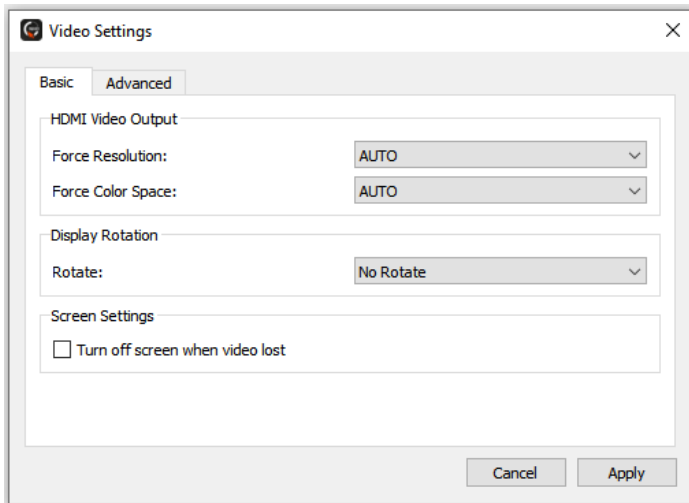 Video Settings
Basic Advanced
HDMI Video Output
Force Resolution: AUTO
Force Color Space: AUTO
Display Rotation
Rotate: No Rotate
Screen Settings
Turn off screen when video lost
Cancel Apply